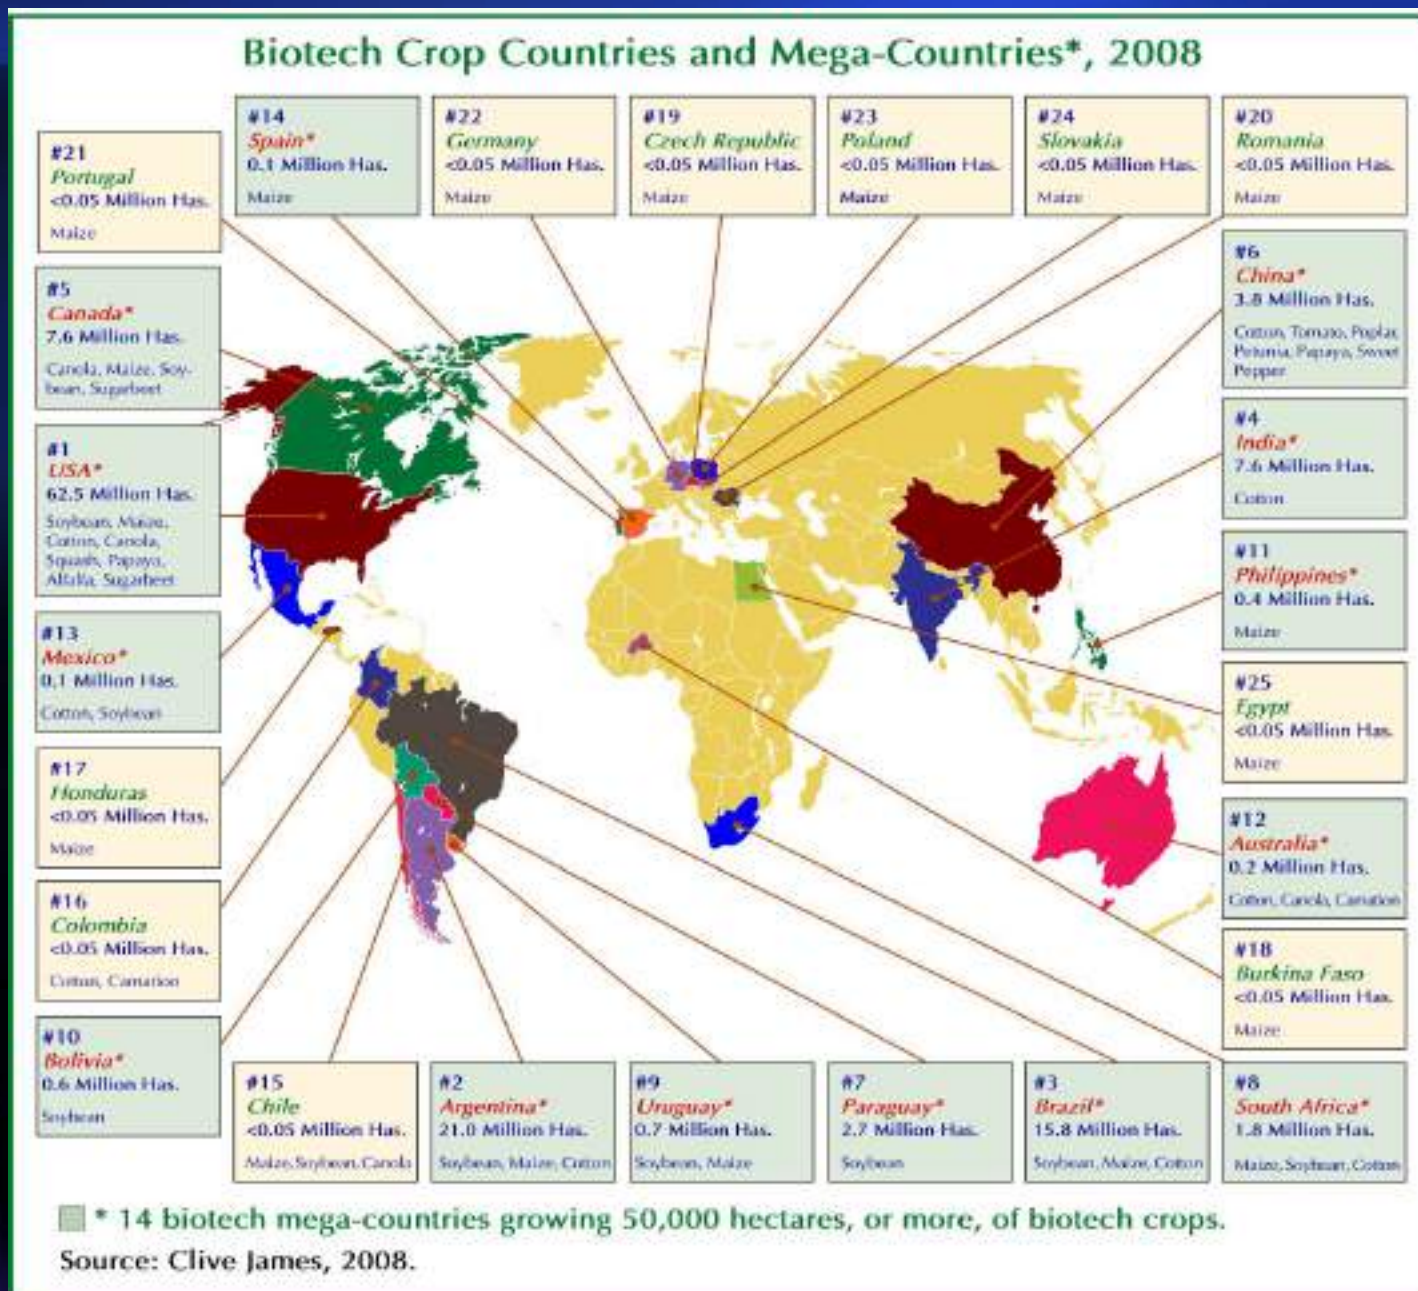 Biotech Crop Countries and Mega-Countries*, 2008
#14
Spain*
0.1 Million Has.
Maize
#22
Germany
<0.05 Million Has.
Maize
#19
Czech Republic
<0.05 Million Has.
Maize
#23
Poland
<0.05 Million Has.
Maize
#24
Slovakia
<0.05 Million Has.
Maize
#20
Romania
<0.05 Million Has.
Maize
#21
Portugal
<0.05 Million Has.
Maize
#5
Canada*
7.6 Million Has.
Canola, Maize, Soy-
bean, Sugarbeet
#1
USA*
62.5 Million Has.
Soybean, Maize,
Cotton, Canola,
Squash, Papaya,
Alfalfa, Sugarbeet
#13
Mexico*
0.1 Million Has.
Cotton, Soybean
#17
Honduras
<0.05 Million Has.
Maize
#16
Colombia
<0.05 Million Has.
Cotton, Carnation
#10
Bolivia*
0.6 Million Has.
Soybean
#6
China*
3.8 Million Has.
Cotton, Tomato, Poplar,
Petunia, Papaya, Sweet
Pepper
#4
India*
7.6 Million Has.
Cotton
#11
Philippines*
0.4 Million Has.
Maize
#25
Egypt
<0.05 Million Has.
Maize
#12
Australia*
0.2 Million Has.
Cotton, Canola, Carnation
#18
Burkina Faso
<0.05 Million Has.
Maize
#15
Chile
<0.05 Million Has.
Maize, Soybean, Canola
#2
Argentina*
21.0 Million Has.
Soybean, Maize, Cotton
#9
Uruguay*
0.7 Million Has.
Soybean, Maize
#7
Paraguay*
2.7 Million Has.
Soybean
#3
Brazil*
15.8 Million Has.
Soybean, Maize, Cotton
#8
South Africa*
1.8 Million Has.
Maize, Soybean, Cotton
* 14 biotech mega-countries growing 50,000 hectares, or more, of biotech crops.
Source: Clive James, 2008.